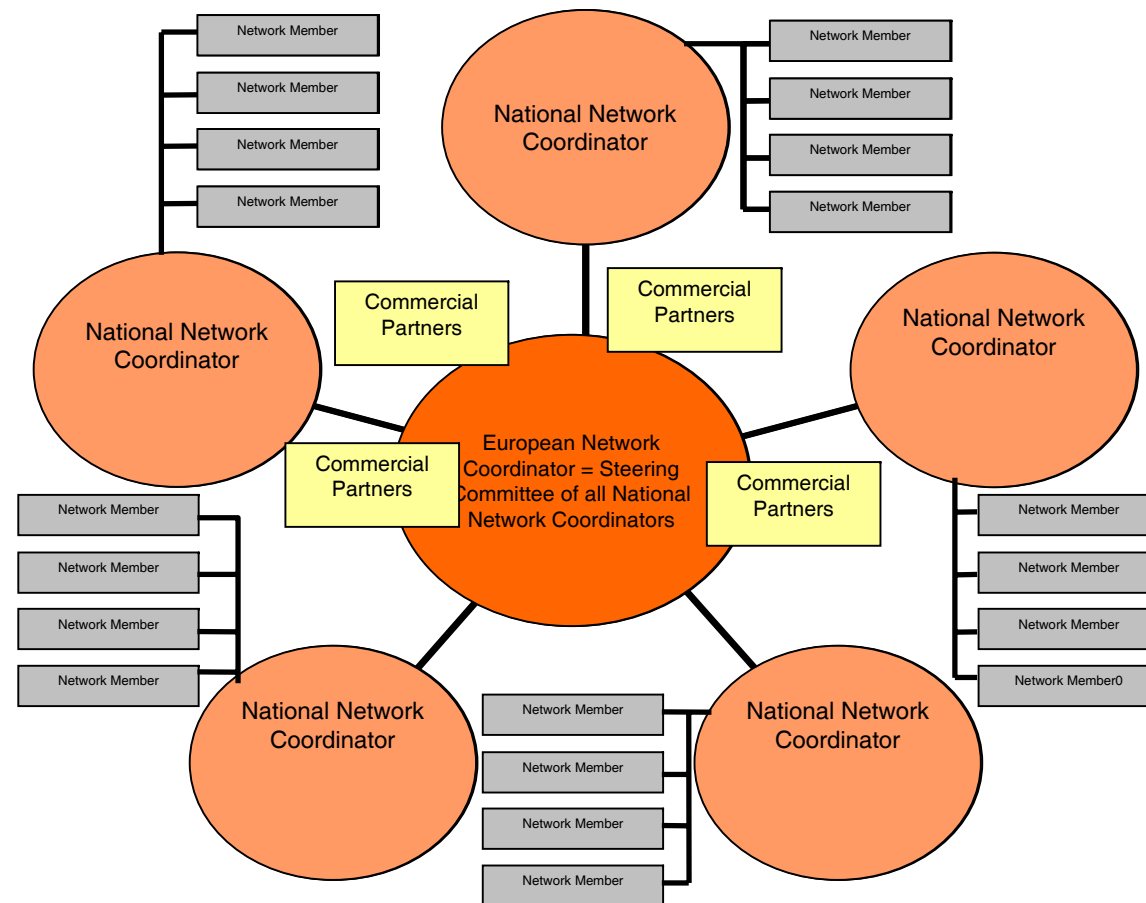 Network Member
Network Member
Network Member
Network Member
Network Member
Network Member
Network Member
Network Member
National Network
Coordinator
National Network
Coordinator
Commercial
Partners
Commercial
Partners
National Network
Coordinator
European Network
Coordinator = Steering
Committee of all National
Network Coordinators
Commercial
Partners
Commercial
Partners
Network Member
Network Member
Network Member
Network Member
Network Member
Network Member
Network Member
Network Member0
National Network
Coordinator
Network Member
Network Member
Network Member
Network Member
National Network
Coordinator